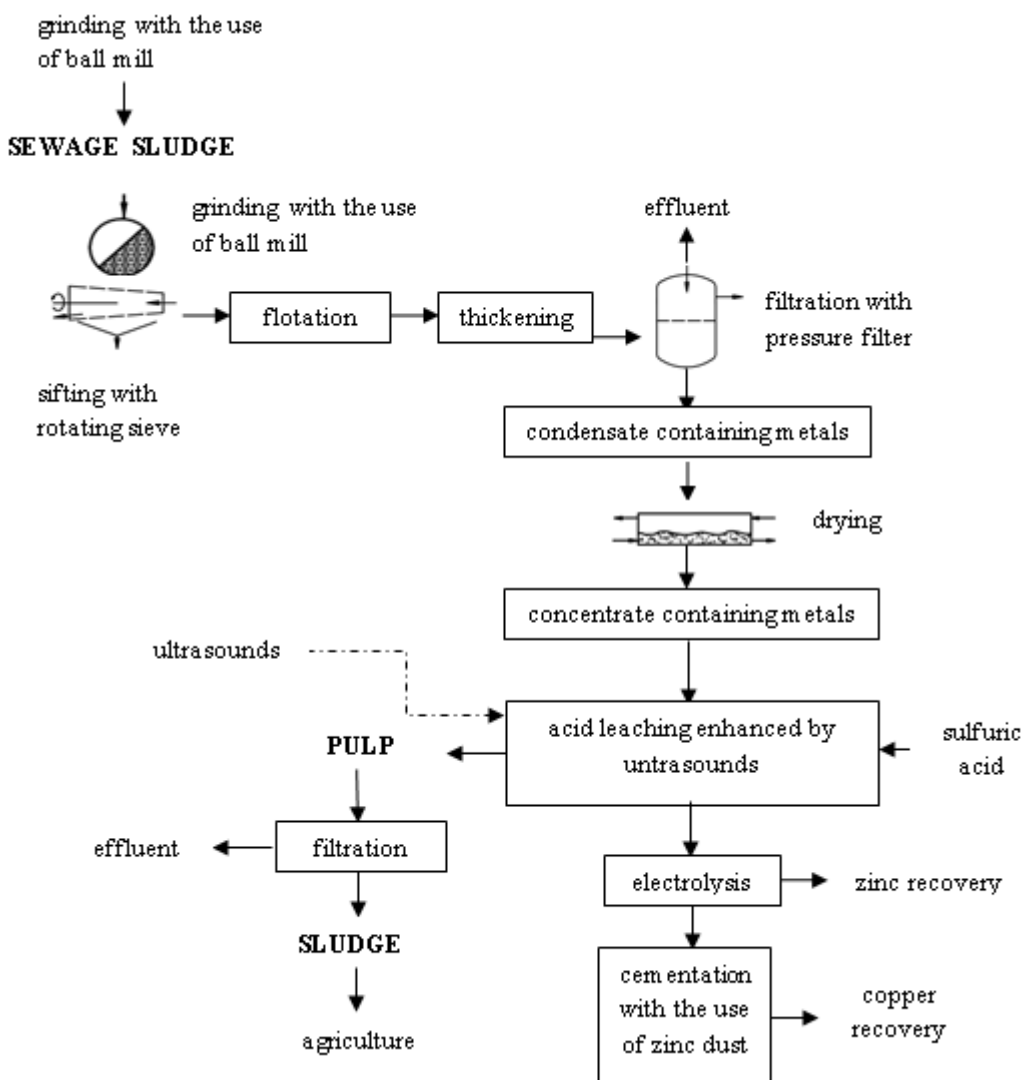 grinding with the use
of ball mill
SEWAGE SLUDGE
grinding with the use
of ball mill
effluent
flotation
thickening
filtration with
pressure filter
sifting with
rotating sieve
condensate containing metals
drying
concentrate containing metals
ultrasounds
acid leaching enhanced by
untrasounds
sulfuric
acid
PULP
effluent
filtration
electrolysis
zinc recovery
SLUDGE
cementation
with the use
of zinc dust
copper
recovery
agriculture